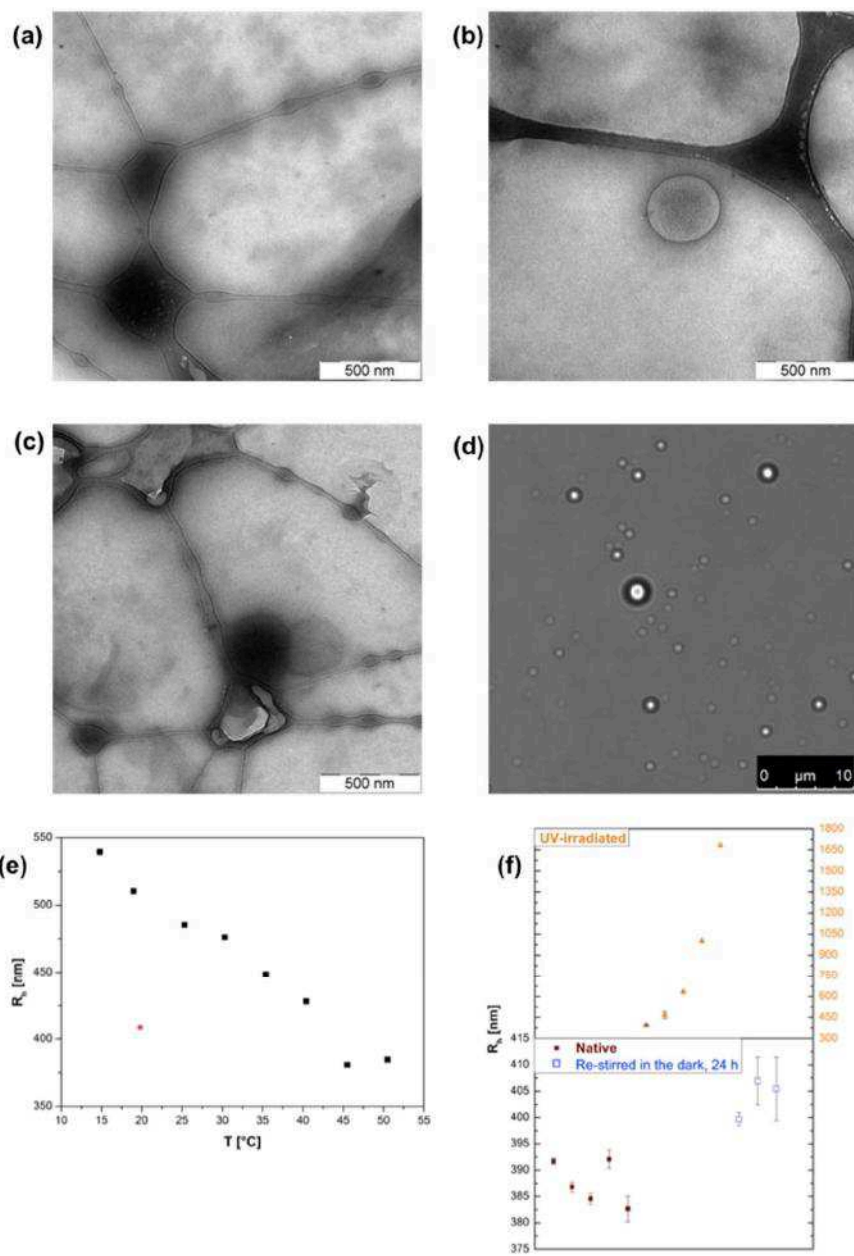 (a)
500 nm
(b)
500 nm
(c)
500 nm
(d)
0 µm 10
(e)
550
500
450
400
350
Rh [nm]
10 15 20 25 30 35 40 45 50 55
T [°C]
(f)
UV-irradiated
1800
1650
1500
1350
1200
1050
900
750
600
450
300
Rh [nm]
415
410
405
400
395
390
385
380
375
Native
Re-stirred in the dark, 24 h